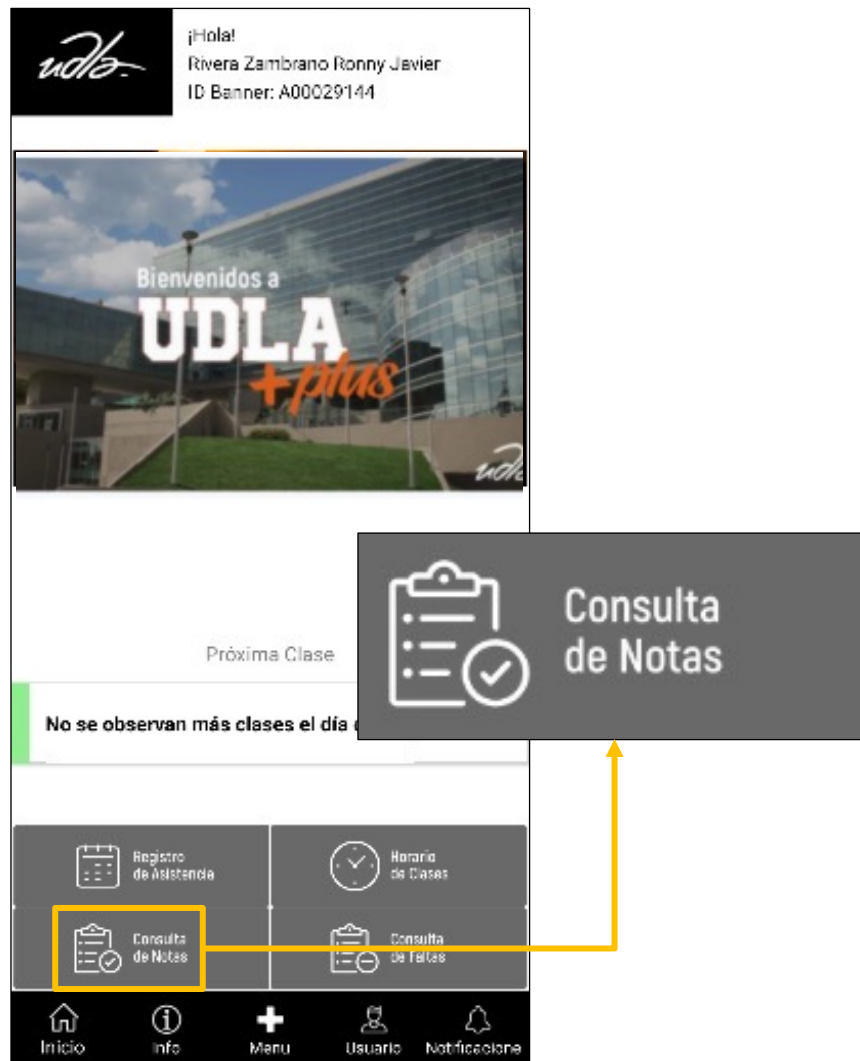 udla-
¡Hola!
Rivera Zambrano Ronny Javier
ID Banner: A00029144
Bienvenidos a
UDLA
+plus
udla
Próxima Clase
No se observan más clases el día
Consulta
de Notas
Registro
de Asistencia
Horario
de Clases
Consulta
de Notas
Consulta
de Faltas
Inicio
Info
Menu
Usuario
Notificacione